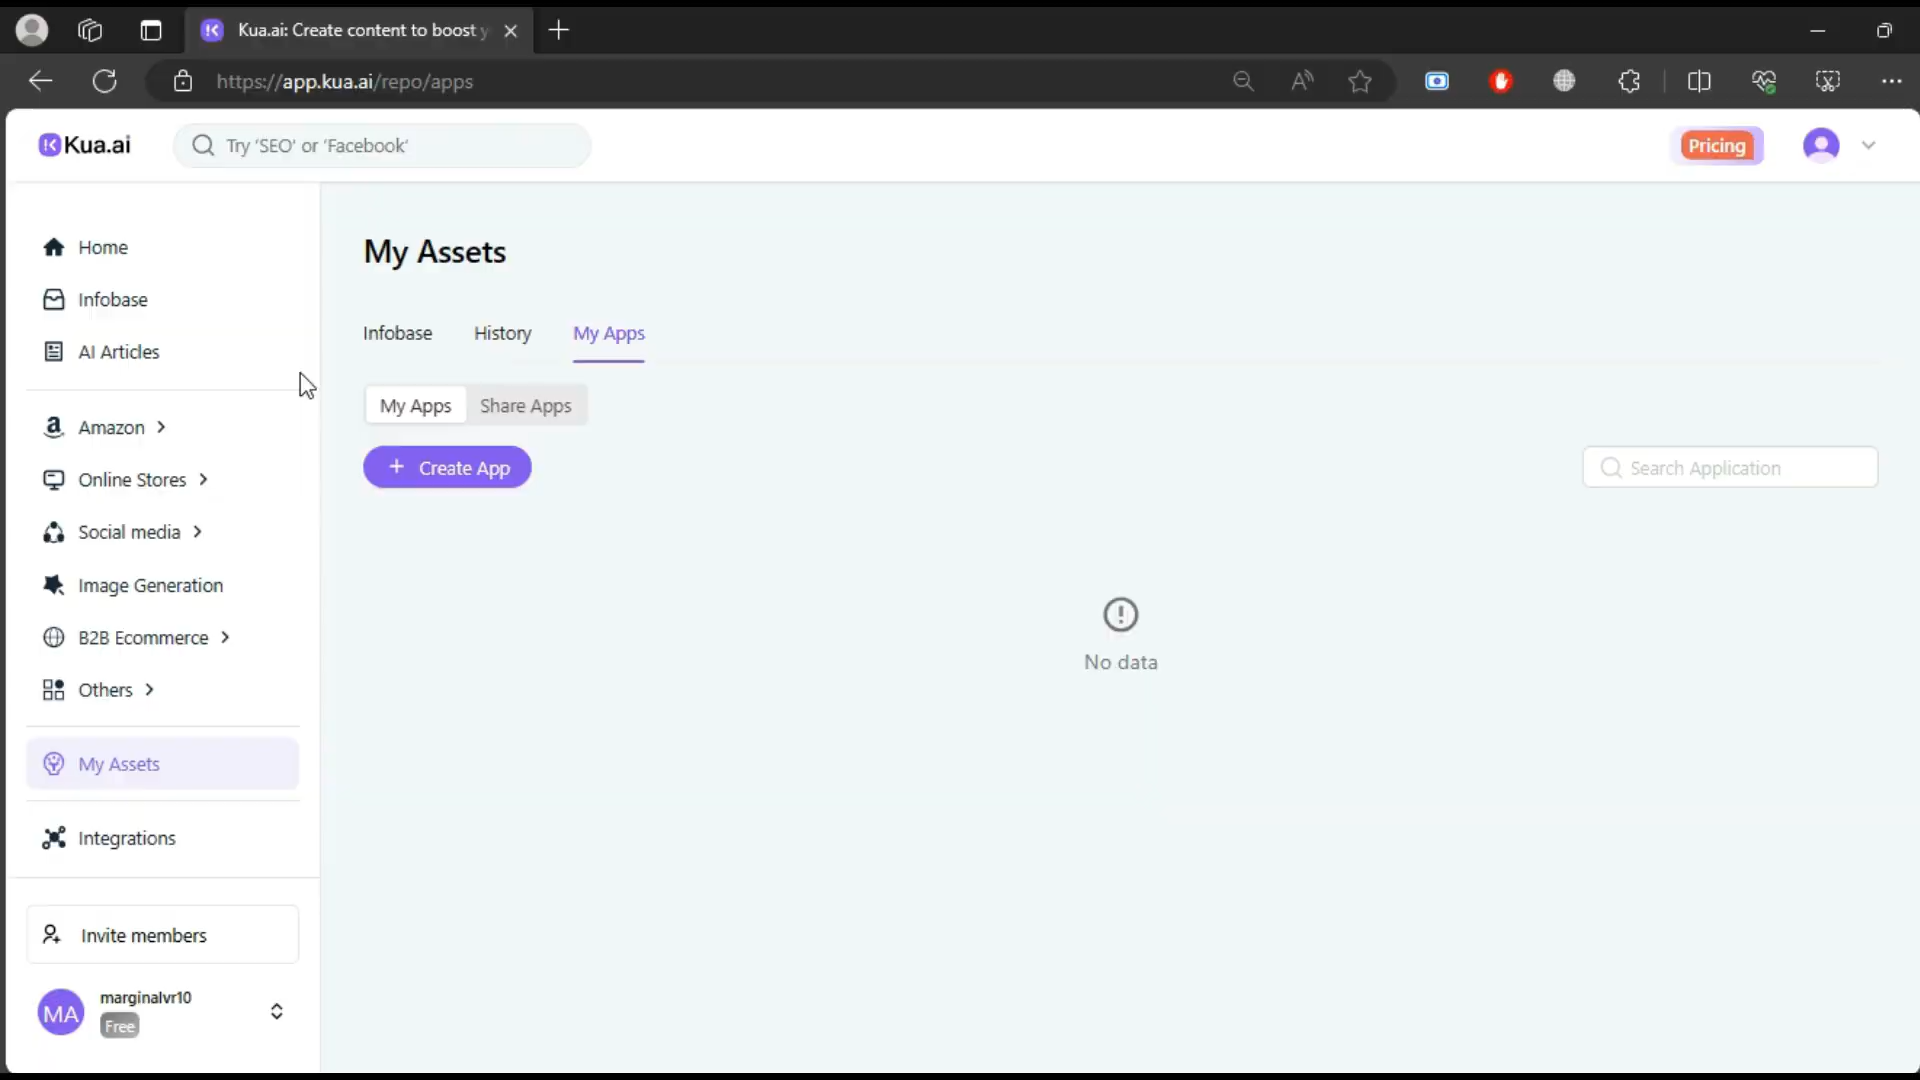 Kua.ai: Create content to boost y
https://app.kua.ai/repo/apps
Kua.ai
Try 'SEO' or 'Facebook'
Pricing
Home
Infobase
AI Articles
Amazon
Online Stores
Social media
Image Generation
B2B Ecommerce
Others
My Assets
Integrations
Invite members
MA
marginalvr10
Free
My Assets
Infobase History My Apps
My Apps Share Apps
+ Create App
Search Application
No data